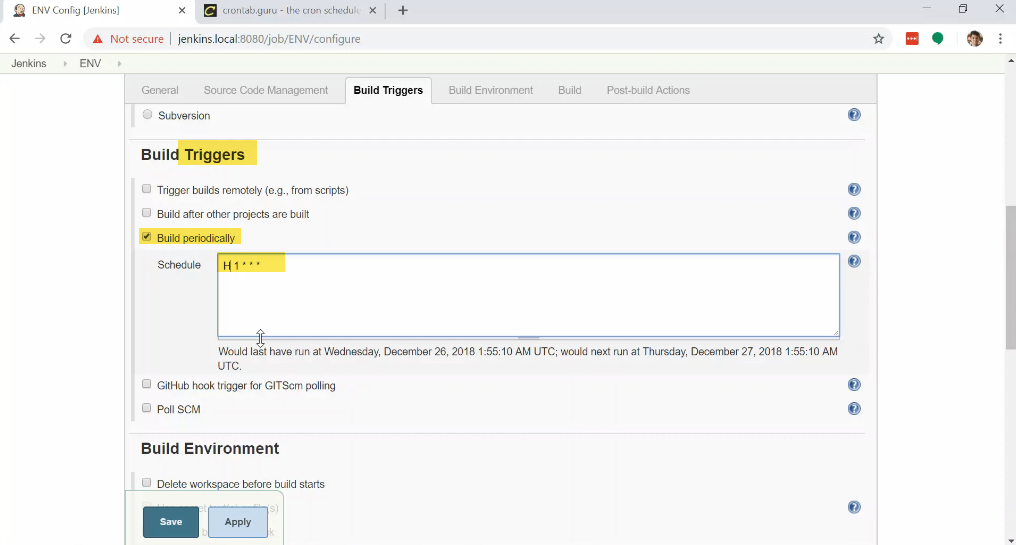 ENV Config [Jenkins]
crontab.guru - the cron schedule
Not secure
jenkins.local:8080/job/ENV/configure
Jenkins
ENV
General
Source Code Management
Build Triggers
Build Environment
Build
Post-build Actions
Subversion
Build Triggers
Trigger builds remotely (e.g., from scripts)
Build after other projects are built
Build periodically
Schedule
H 1 * * *
Would last have run at Wednesday, December 26, 2018 1:55:10 AM UTC; would next run at Thursday, December 27, 2018 1:55:10 AM
UTC.
GitHub hook trigger for GITScm polling
Poll SCM
Build Environment
Delete workspace before build starts
Save
Apply